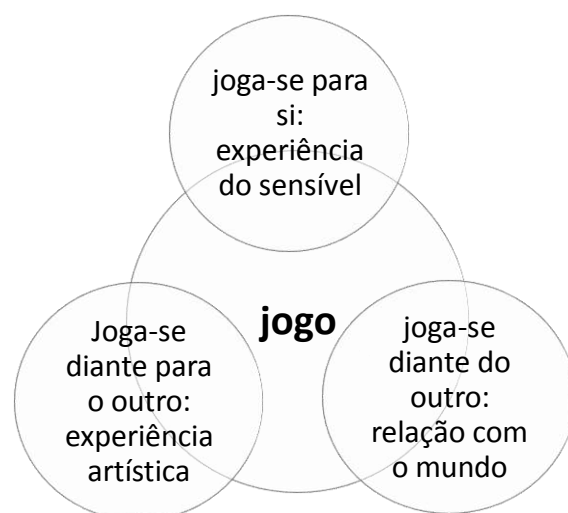 joga-se para
si:
experiência
do sensível
jogo
Joga-se
diante para
o outro:
experiência
artística
joga-se
diante do
outro:
relação com
o mundo